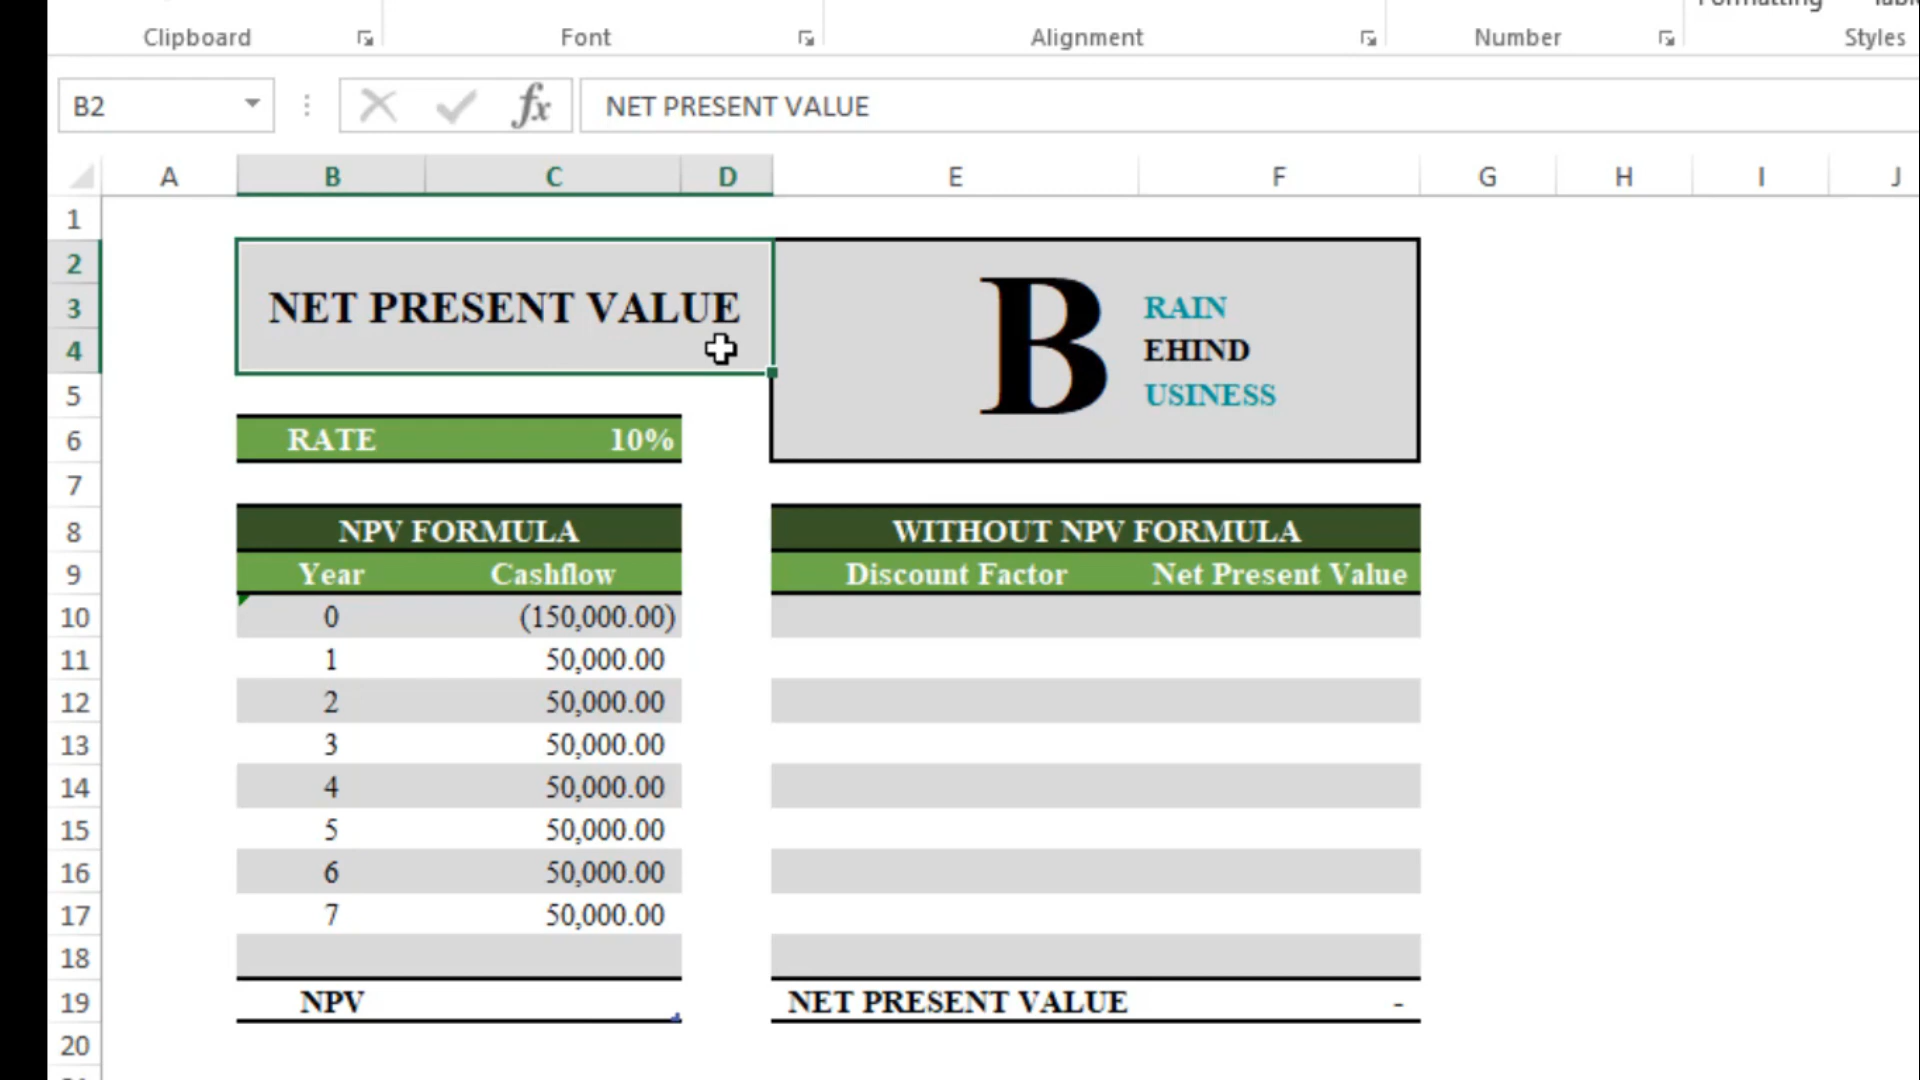 Clipboard Font Alignment Number Styles
B2 fx NET PRESENT VALUE
A B C D E F G H I J
1
2
3 NET PRESENT VALUE B RAIN
4 EHIND
5 USINESS
6 RATE 10%
7
8 NPV FORMULA WITHOUT NPV FORMULA
9 Year Cashflow Discount Factor Net Present Value
10 0 (150,000.00)
11 1 50,000.00
12 2 50,000.00
13 3 50,000.00
14 4 50,000.00
15 5 50,000.00
16 6 50,000.00
17 7 50,000.00
18
19 NPV NET PRESENT VALUE -
20